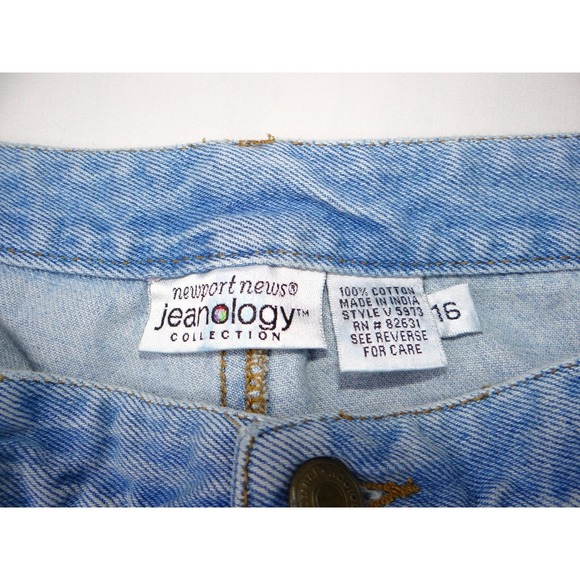 newport news®
jeanology™
COLLECTION
100% COTTON
MADE IN INDIA
STYLE V 5973
RN # 82631
SEE REVERSE
FOR CARE
16